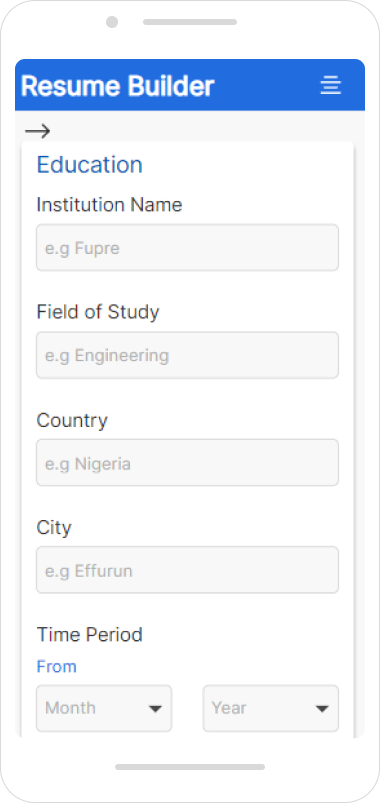 Resume Builder
Education
Institution Name
e.g Fupre
Field of Study
e.g Engineering
Country
e.g Nigeria
City
e.g Effurun
Time Period
From
Month Year